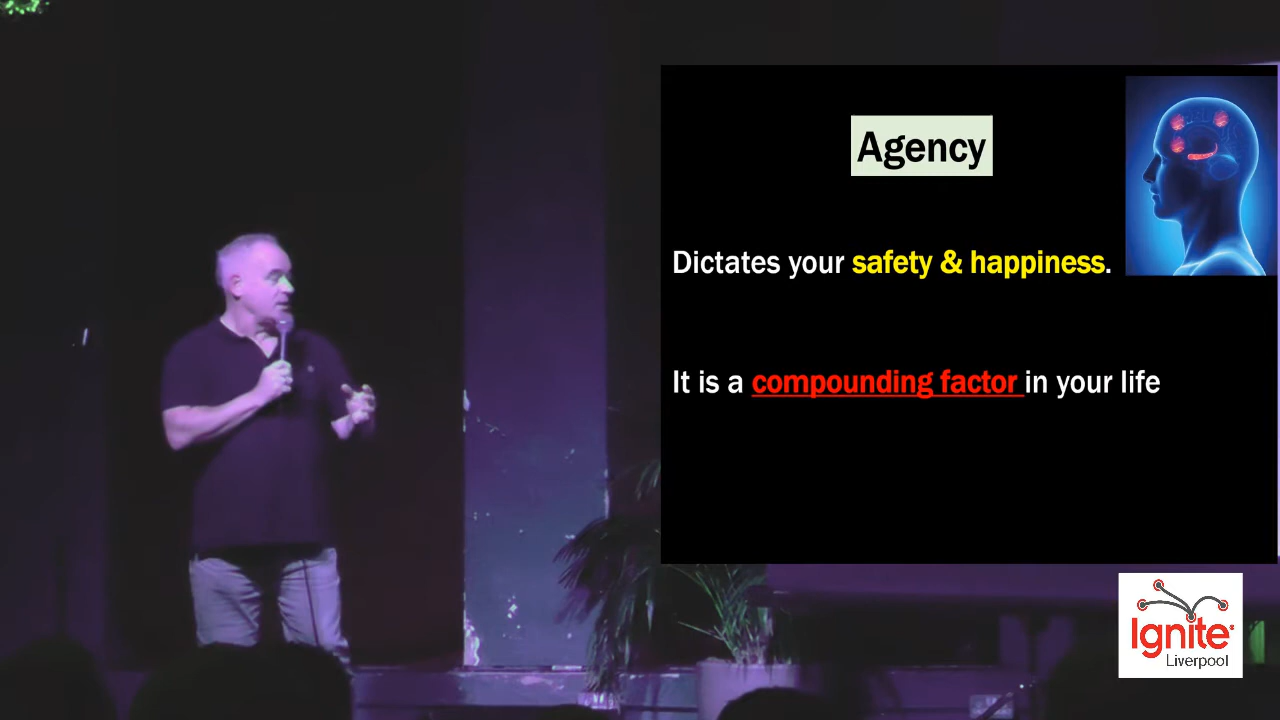 Agency
Dictates your safety & happiness.
It is a compounding factor in your life
Ignite
Liverpool